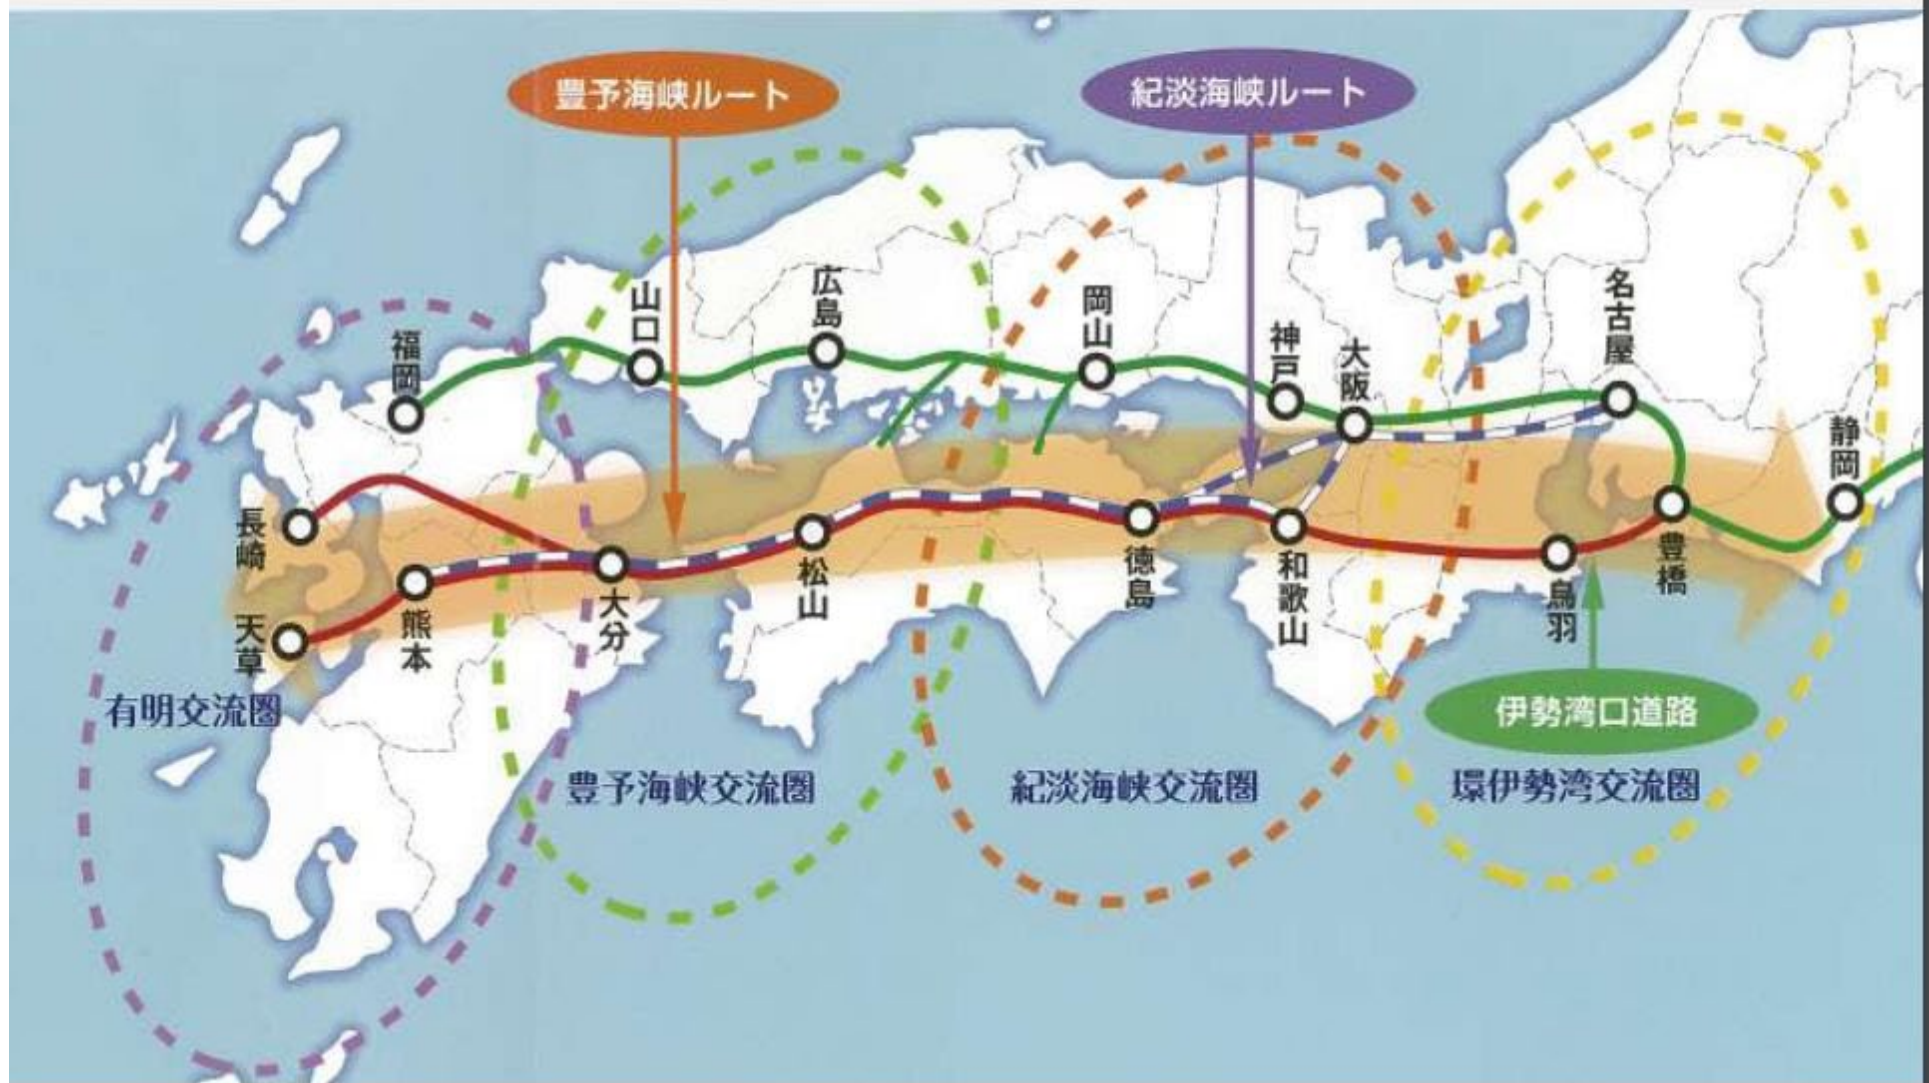 豊予海峡ルート
紀淡海峡ルート
福岡
山口
広島
岡山
神戸
大阪
名古屋
静岡
長崎
天草
熊本
大分
松山
徳島
和歌山
鳥羽
豊橋
伊勢湾口道路
有明交流圏
豊予海峡交流圏
紀淡海峡交流圏
環伊勢湾交流圏